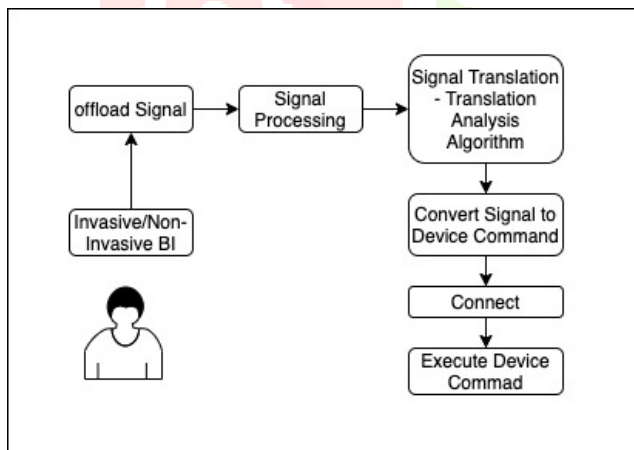 offload Signal
Signal
Processing
Signal Translation
- Translation
Analysis
Algorithm
Invasive/Non-
Invasive BI
Convert Signal to
Device Command
Connect
Execute Device
Commad